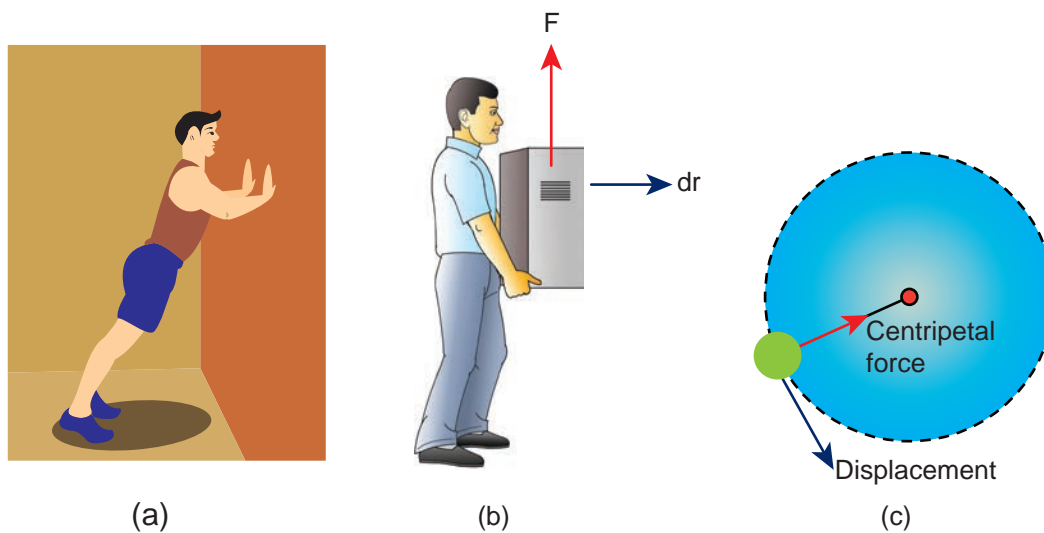 F
dr
Centripetal
force
Displacement
(a)
(b)
(c)